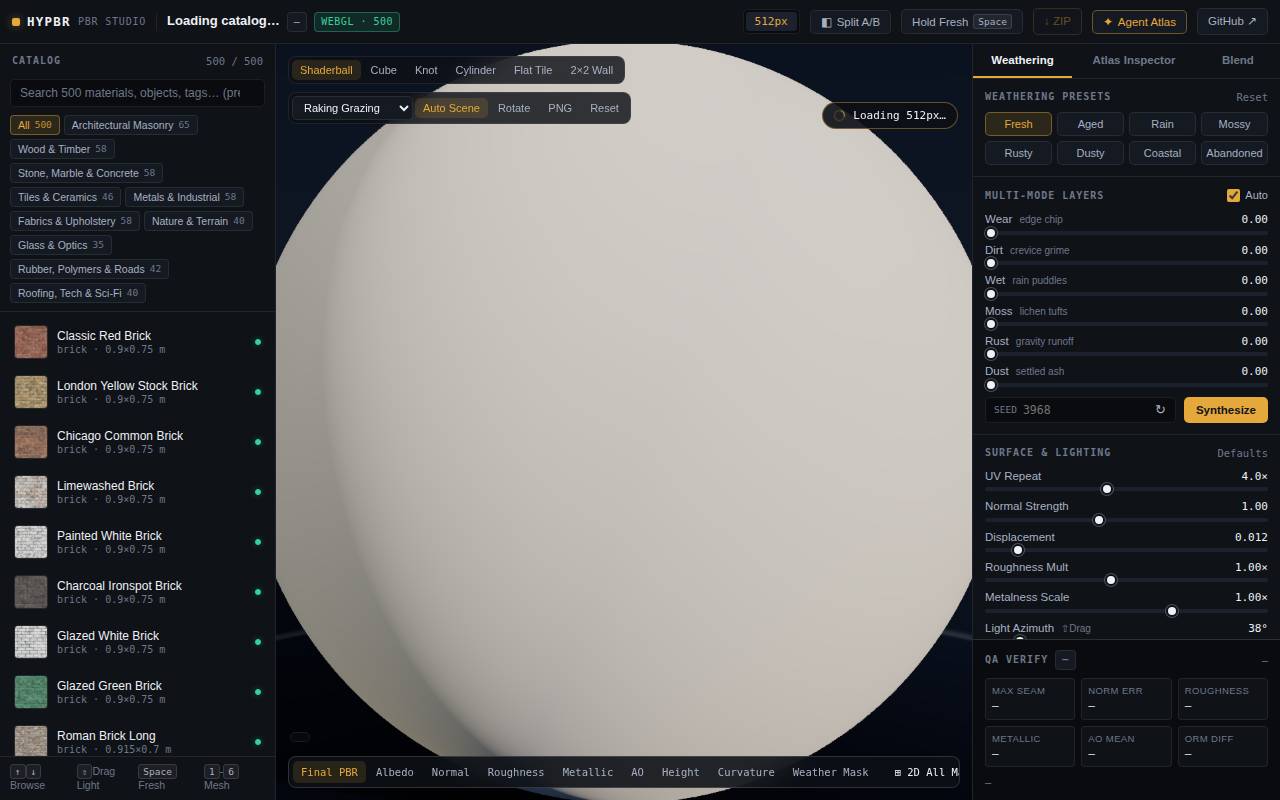 HYPBR PBR STUDIO Loading catalog… — WEBGL · 500 512px ◧ Split A/B Hold Fresh Space ↓ ZIP ✦ Agent Atlas GitHub ↗
CATALOG 500 / 500
Search 500 materials, objects, tags… (pre
All 500 Architectural Masonry 65
Wood & Timber 58
Stone, Marble & Concrete 58
Tiles & Ceramics 46 Metals & Industrial 58
Fabrics & Upholstery 58 Nature & Terrain 40
Glass & Optics 35
Rubber, Polymers & Roads 42
Roofing, Tech & Sci-Fi 40
Classic Red Brick
brick · 0.9×0.75 m
London Yellow Stock Brick
brick · 0.9×0.75 m
Chicago Common Brick
brick · 0.9×0.75 m
Limewashed Brick
brick · 0.9×0.75 m
Painted White Brick
brick · 0.9×0.75 m
Charcoal Ironspot Brick
brick · 0.9×0.75 m
Glazed White Brick
brick · 0.9×0.75 m
Glazed Green Brick
brick · 0.9×0.75 m
Roman Brick Long
brick · 0.915×0.7 m
↑ ↓ Browse
⇧Drag Light
Space Fresh
1-6 Mesh
Shaderball Cube Knot Cylinder Flat Tile 2×2 Wall
Raking Grazing Auto Scene Rotate PNG Reset
Loading 512px…
Final PBR Albedo Normal Roughness Metallic AO Height Curvature Weather Mask ⊞ 2D All M
Weathering Atlas Inspector Blend
WEATHERING PRESETS Reset
Fresh Aged Rain Mossy
Rusty Dusty Coastal Abandoned
MULTI-MODE LAYERS Auto
Wear edge chip 0.00
Dirt crevice grime 0.00
Wet rain puddles 0.00
Moss lichen tufts 0.00
Rust gravity runoff 0.00
Dust settled ash 0.00
SEED 3968 ↻ Synthesize
SURFACE & LIGHTING Defaults
UV Repeat 4.0×
Normal Strength 1.00
Displacement 0.012
Roughness Mult 1.00×
Metalness Scale 1.00×
Light Azimuth ⇧Drag 38°
QA VERIFY — —
MAX SEAM NORM ERR ROUGHNESS
— — —
METALLIC AO MEAN ORM DIFF
— — —
—